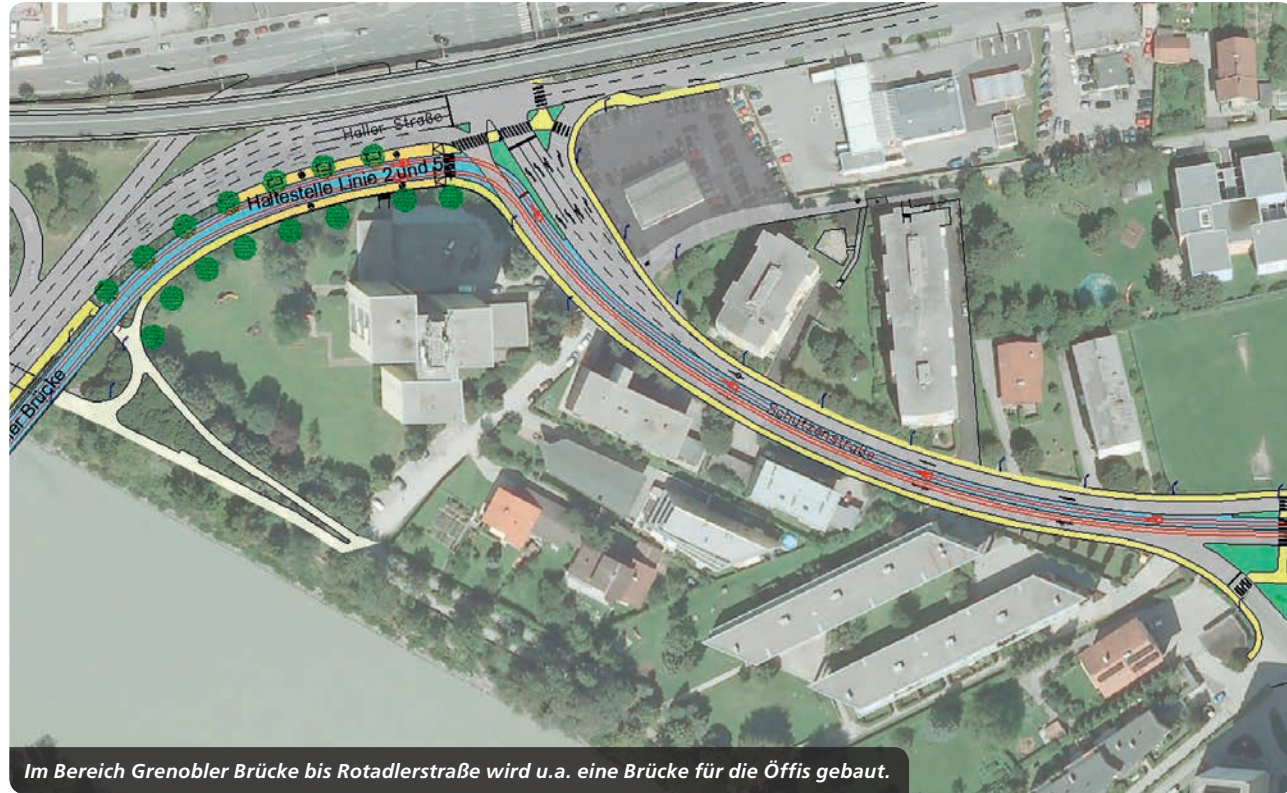 Haller Straße
Haltestelle Linie 2 und 5
er Brücke
Schützenstraße
Im Bereich Grenobler Brücke bis Rotadlerstraße wird u.a. eine Brücke für die Öffis gebaut.